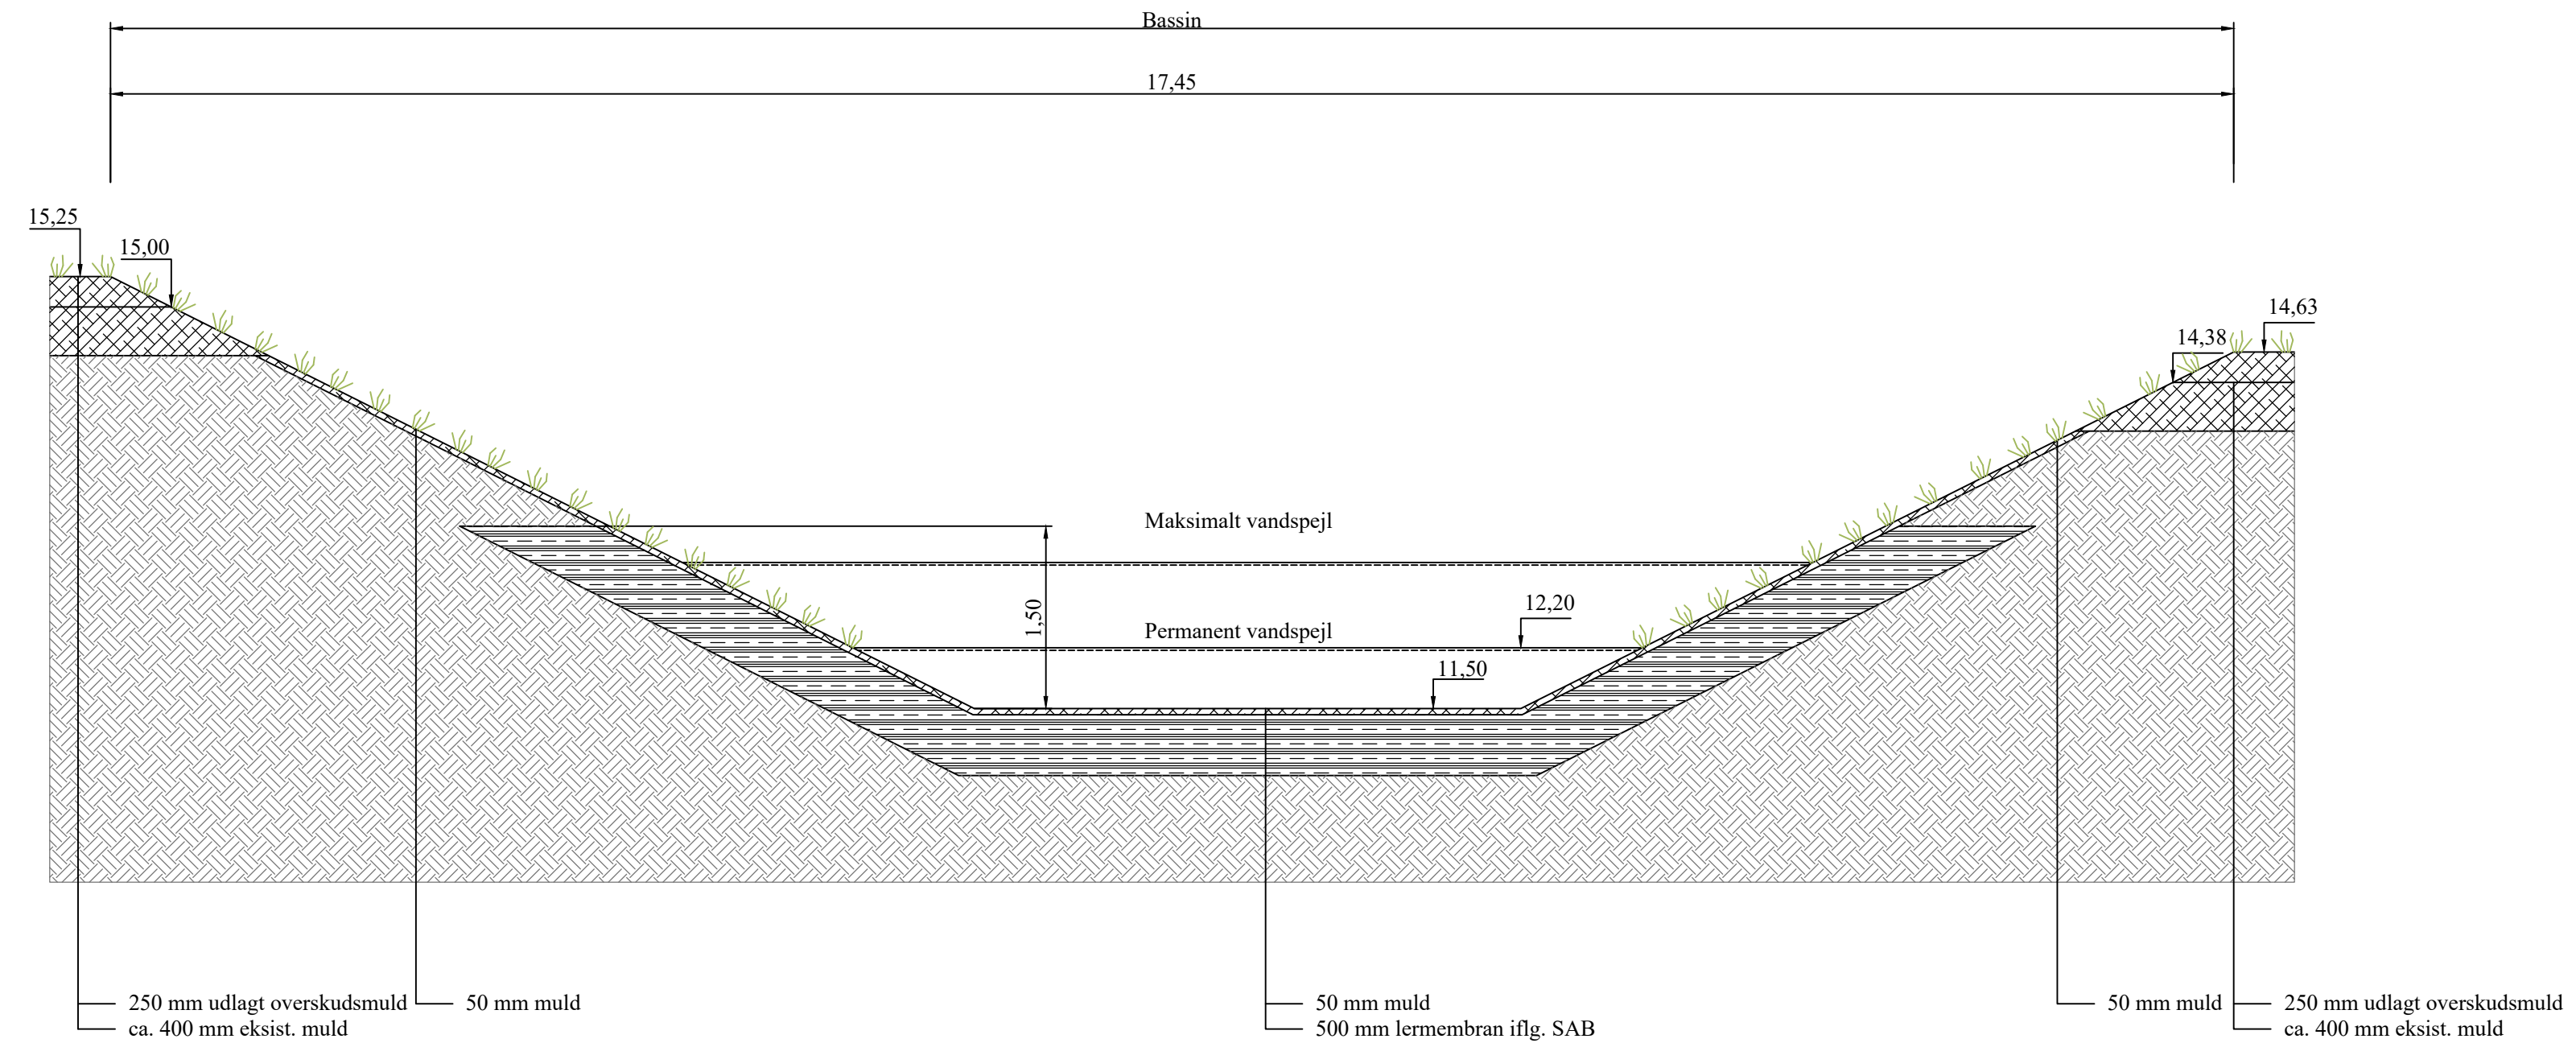 Bassin
17,45
15,25
15,00
14,63
14,38
Maksimalt vandspejl
1,50
12,20
Permanent vandspejl
11,50
250 mm udlagt overskudsmuld
ca. 400 mm eksist. muld
50 mm muld
50 mm muld
500 mm lermembran iflg. SAB
50 mm muld
250 mm udlagt overskudsmuld
ca. 400 mm eksist. muld